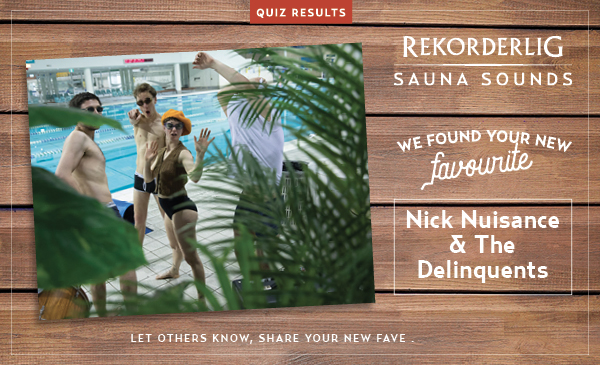 QUIZ RESULTS
REKORDERLIG
SAUNA SOUNDS
WE FOUND YOUR NEW
favourite
Nick Nuisance
& The
Delinquents
LET OTHERS KNOW, SHARE YOUR NEW FAVE .